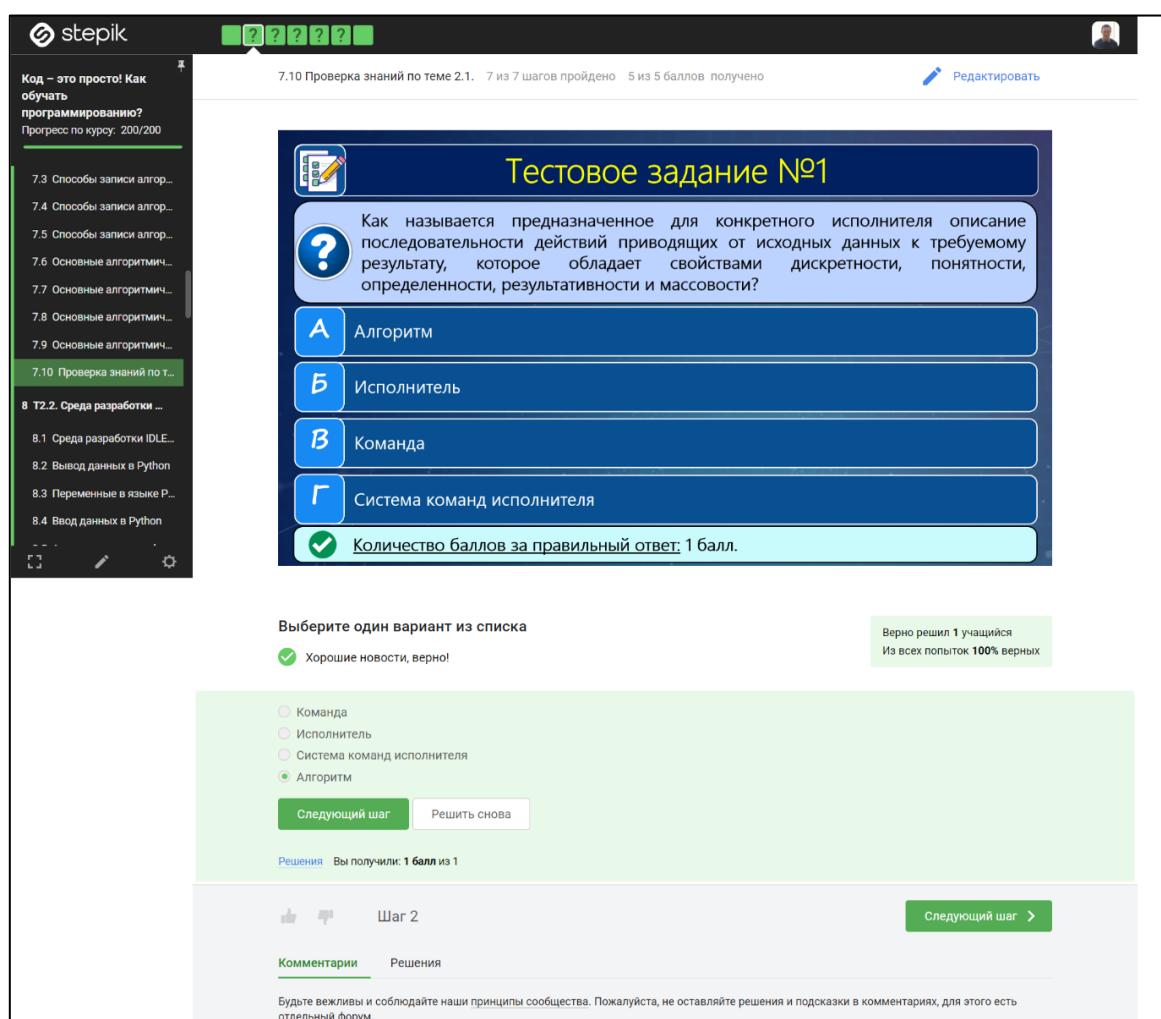 stepik
? ? ? ? ?
Код – это просто! Как
обучать
программированию?
Прогресс по курсу: 200/200
7.3 Способы записи алгор...
7.4 Способы записи алгор...
7.5 Способы записи алгор...
7.6 Основные алгоритмич...
7.7 Основные алгоритмич...
7.8 Основные алгоритмич...
7.9 Основные алгоритмич...
7.10 Проверка знаний по т...
8 Т2.2. Среда разработки ...
8.1 Среда разработки IDLE...
8.2 Вывод данных в Python
8.3 Переменные в языке P...
8.4 Ввод данных в Python
7.10 Проверка знаний по теме 2.1. 7 из 7 шагов пройдено 5 из 5 баллов получено
Редактировать
Тестовое задание №1
?
Как называется предназначенное для конкретного исполнителя описание
последовательности действий приводящих от исходных данных к требуемому
результату, которое обладает свойствами дискретности, понятности,
определенности, результативности и массовости?
А Алгоритм
Б Исполнитель
В Команда
Г Система команд исполнителя
Количество баллов за правильный ответ: 1 балл.
Выберите один вариант из списка
Хорошие новости, верно!
Верно решил 1 учащийся
Из всех попыток 100% верных
Команда
Исполнитель
Система команд исполнителя
Алгоритм
Следующий шаг Решить снова
Решения Вы получили: 1 балл из 1
Шаг 2
Следующий шаг
Комментарии Решения
Будьте вежливы и соблюдайте наши принципы сообщества. Пожалуйста, не оставляйте решения и подсказки в комментариях, для этого есть
отдельный форум